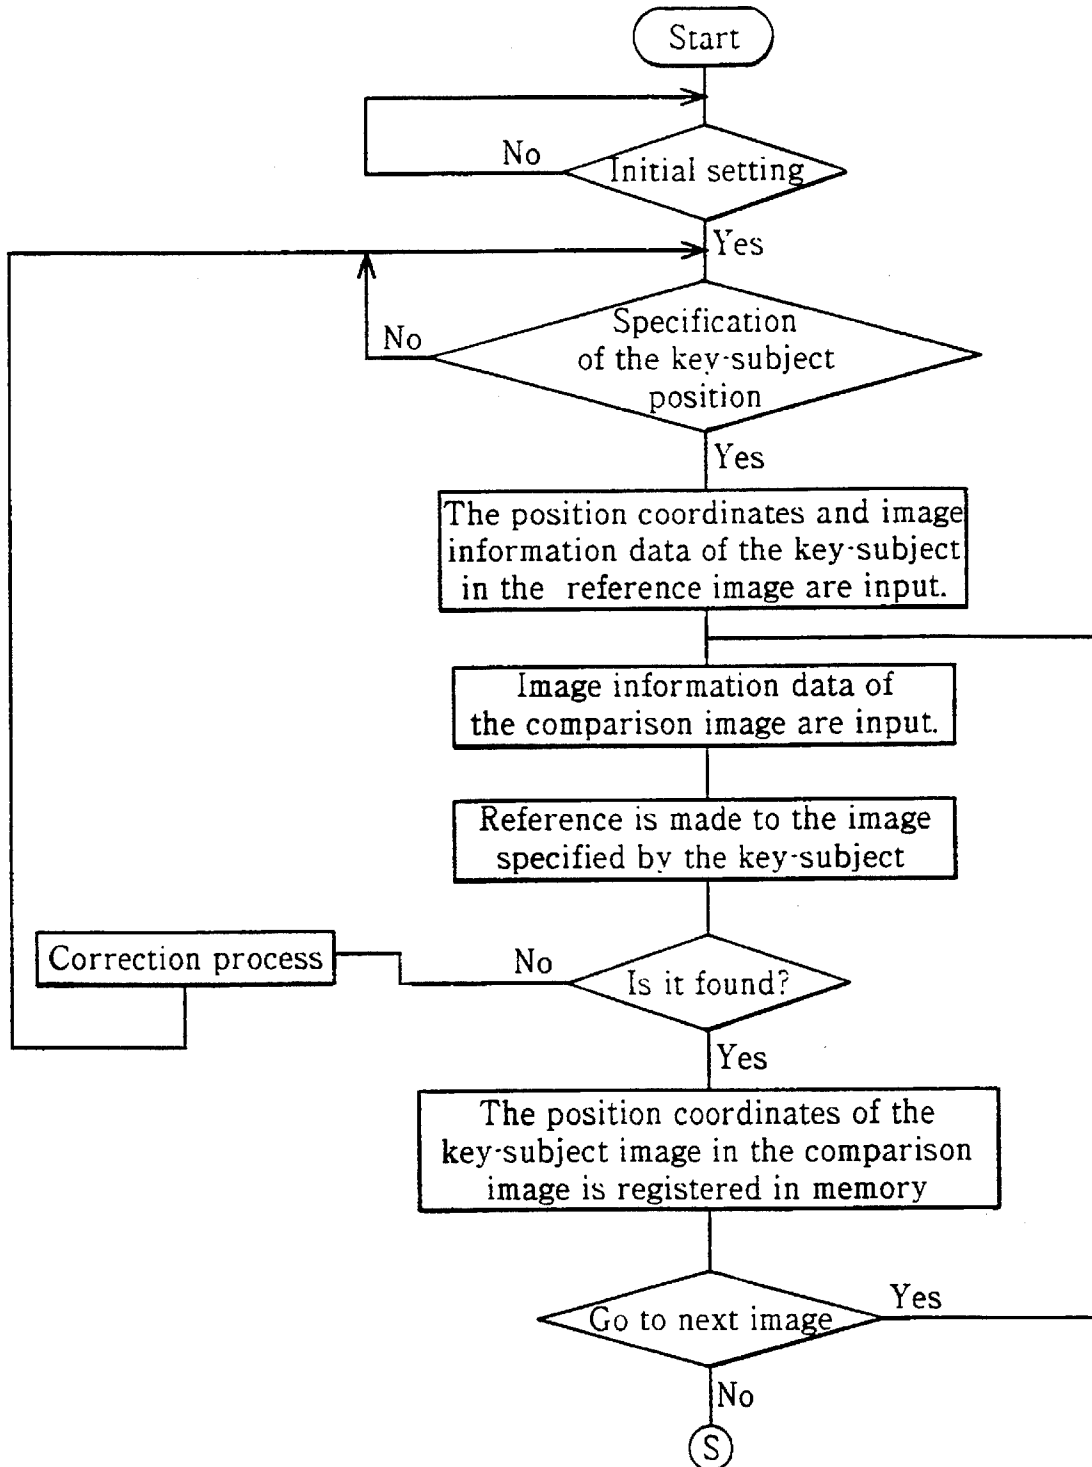 Start
No
Initial setting
Yes
Specification
No
of the key-subject
position
Yes
The position coordinates and image
information data of the key-subject
in the reference image are input.
Image information data of
the comparison image are input.
Reference is made to the image
specified by the key-subject
Correction process
No
Is it found?
Yes
The position coordinates of the
key-subject image in the comparison
image is registered in memory
Go to next image
Yes
No
S